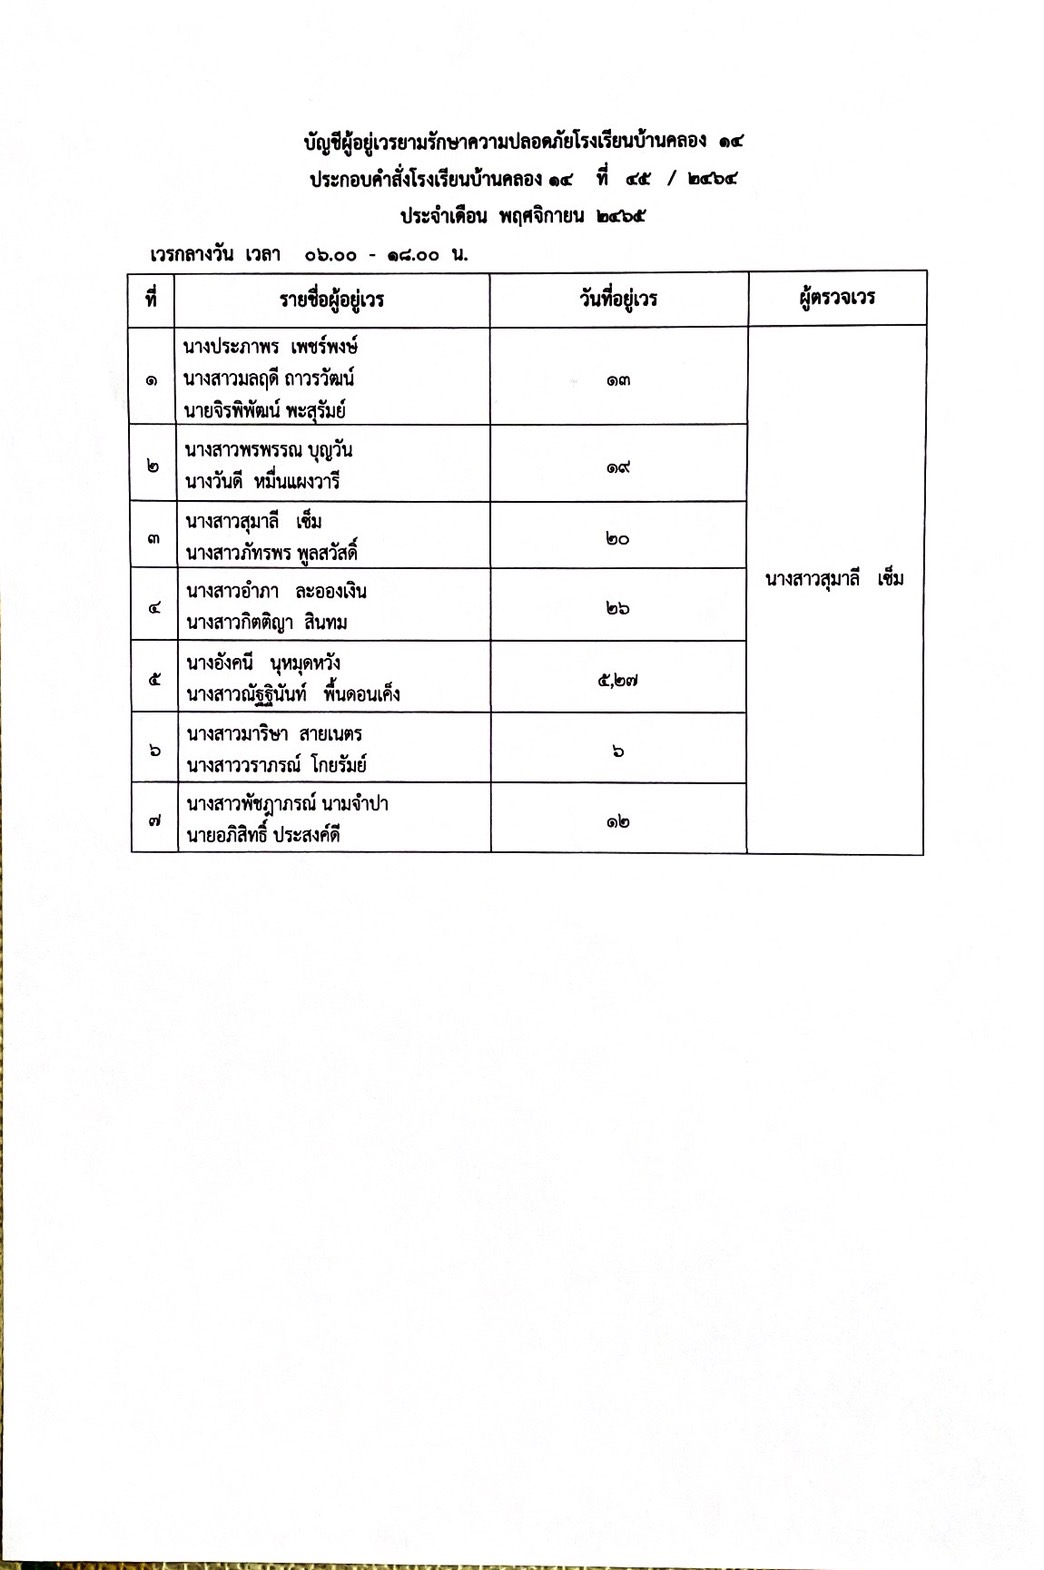 บัญชีผู้อยู่เวรยามรักษาความปลอดภัยโรงเรียนบ้านคลอง ๑๔
ประกอบคำสั่งโรงเรียนบ้านคลอง ๑๔ ที่ ๔๕ / ๒๕๖๔
ประจำเดือน พฤศจิกายน ๒๕๖๕
เวรกลางวัน เวลา ๐๖.๐๐ - ๑๘.๐๐ น.
ที่ รายชื่อผู้อยู่เวร วันที่อยู่เวร ผู้ตรวจเวร
นางประภาพร เพชร์พงษ์
๑ นางสาวมลฤดี ถาวรวัฒน์ ๑๓
นายจิรพิพัฒน์ พะสุรัมย์
๒ นางสาวพรพรรณ บุญวัน ๑๙
นางวันดี หมื่นแผงวารี
๓ นางสาวสุมาลี เซ็ม ๒๐
นางสาวภัทรพร พูลสวัสดิ์
นางสาวสุมาลี เซ็ม
๔ นางสาวอำภา ละอองเงิน ๒๖
นางสาวกิตติญา สินทม
๕ นางอังคนี นุหมุดหวัง ๕,๒๗
นางสาวณัฐฐินันท์ พื้นดอนเค็ง
๖ นางสาวมาริษา สายเนตร ๖
นางสาววราภรณ์ โกยรัมย์
๗ นางสาวพัชฎาภรณ์ นามจำปา ๑๒
นายอภิสิทธิ์ ประสงค์ดี